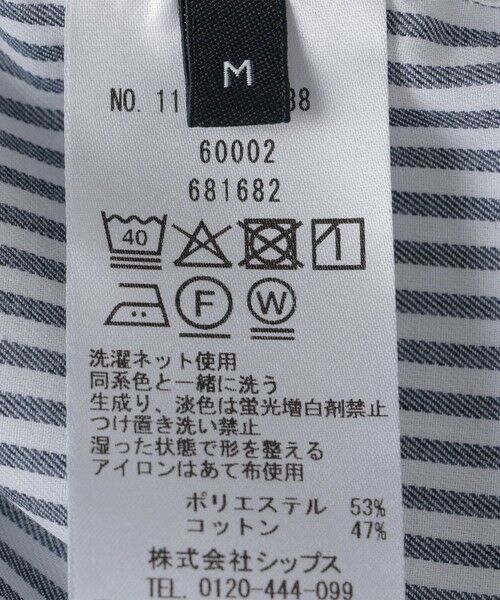 M
NO. 11 38
60002
681682
40
F W
洗濯ネット使用
同系色と一緒に洗う
生成り、淡色は蛍光増白剤禁止
つけ置き洗い禁止
湿った状態で形を整える
アイロンはあて布使用
ポリエステル 53%
コットン 47%
株式会社シップス
TEL. 0120-444-099